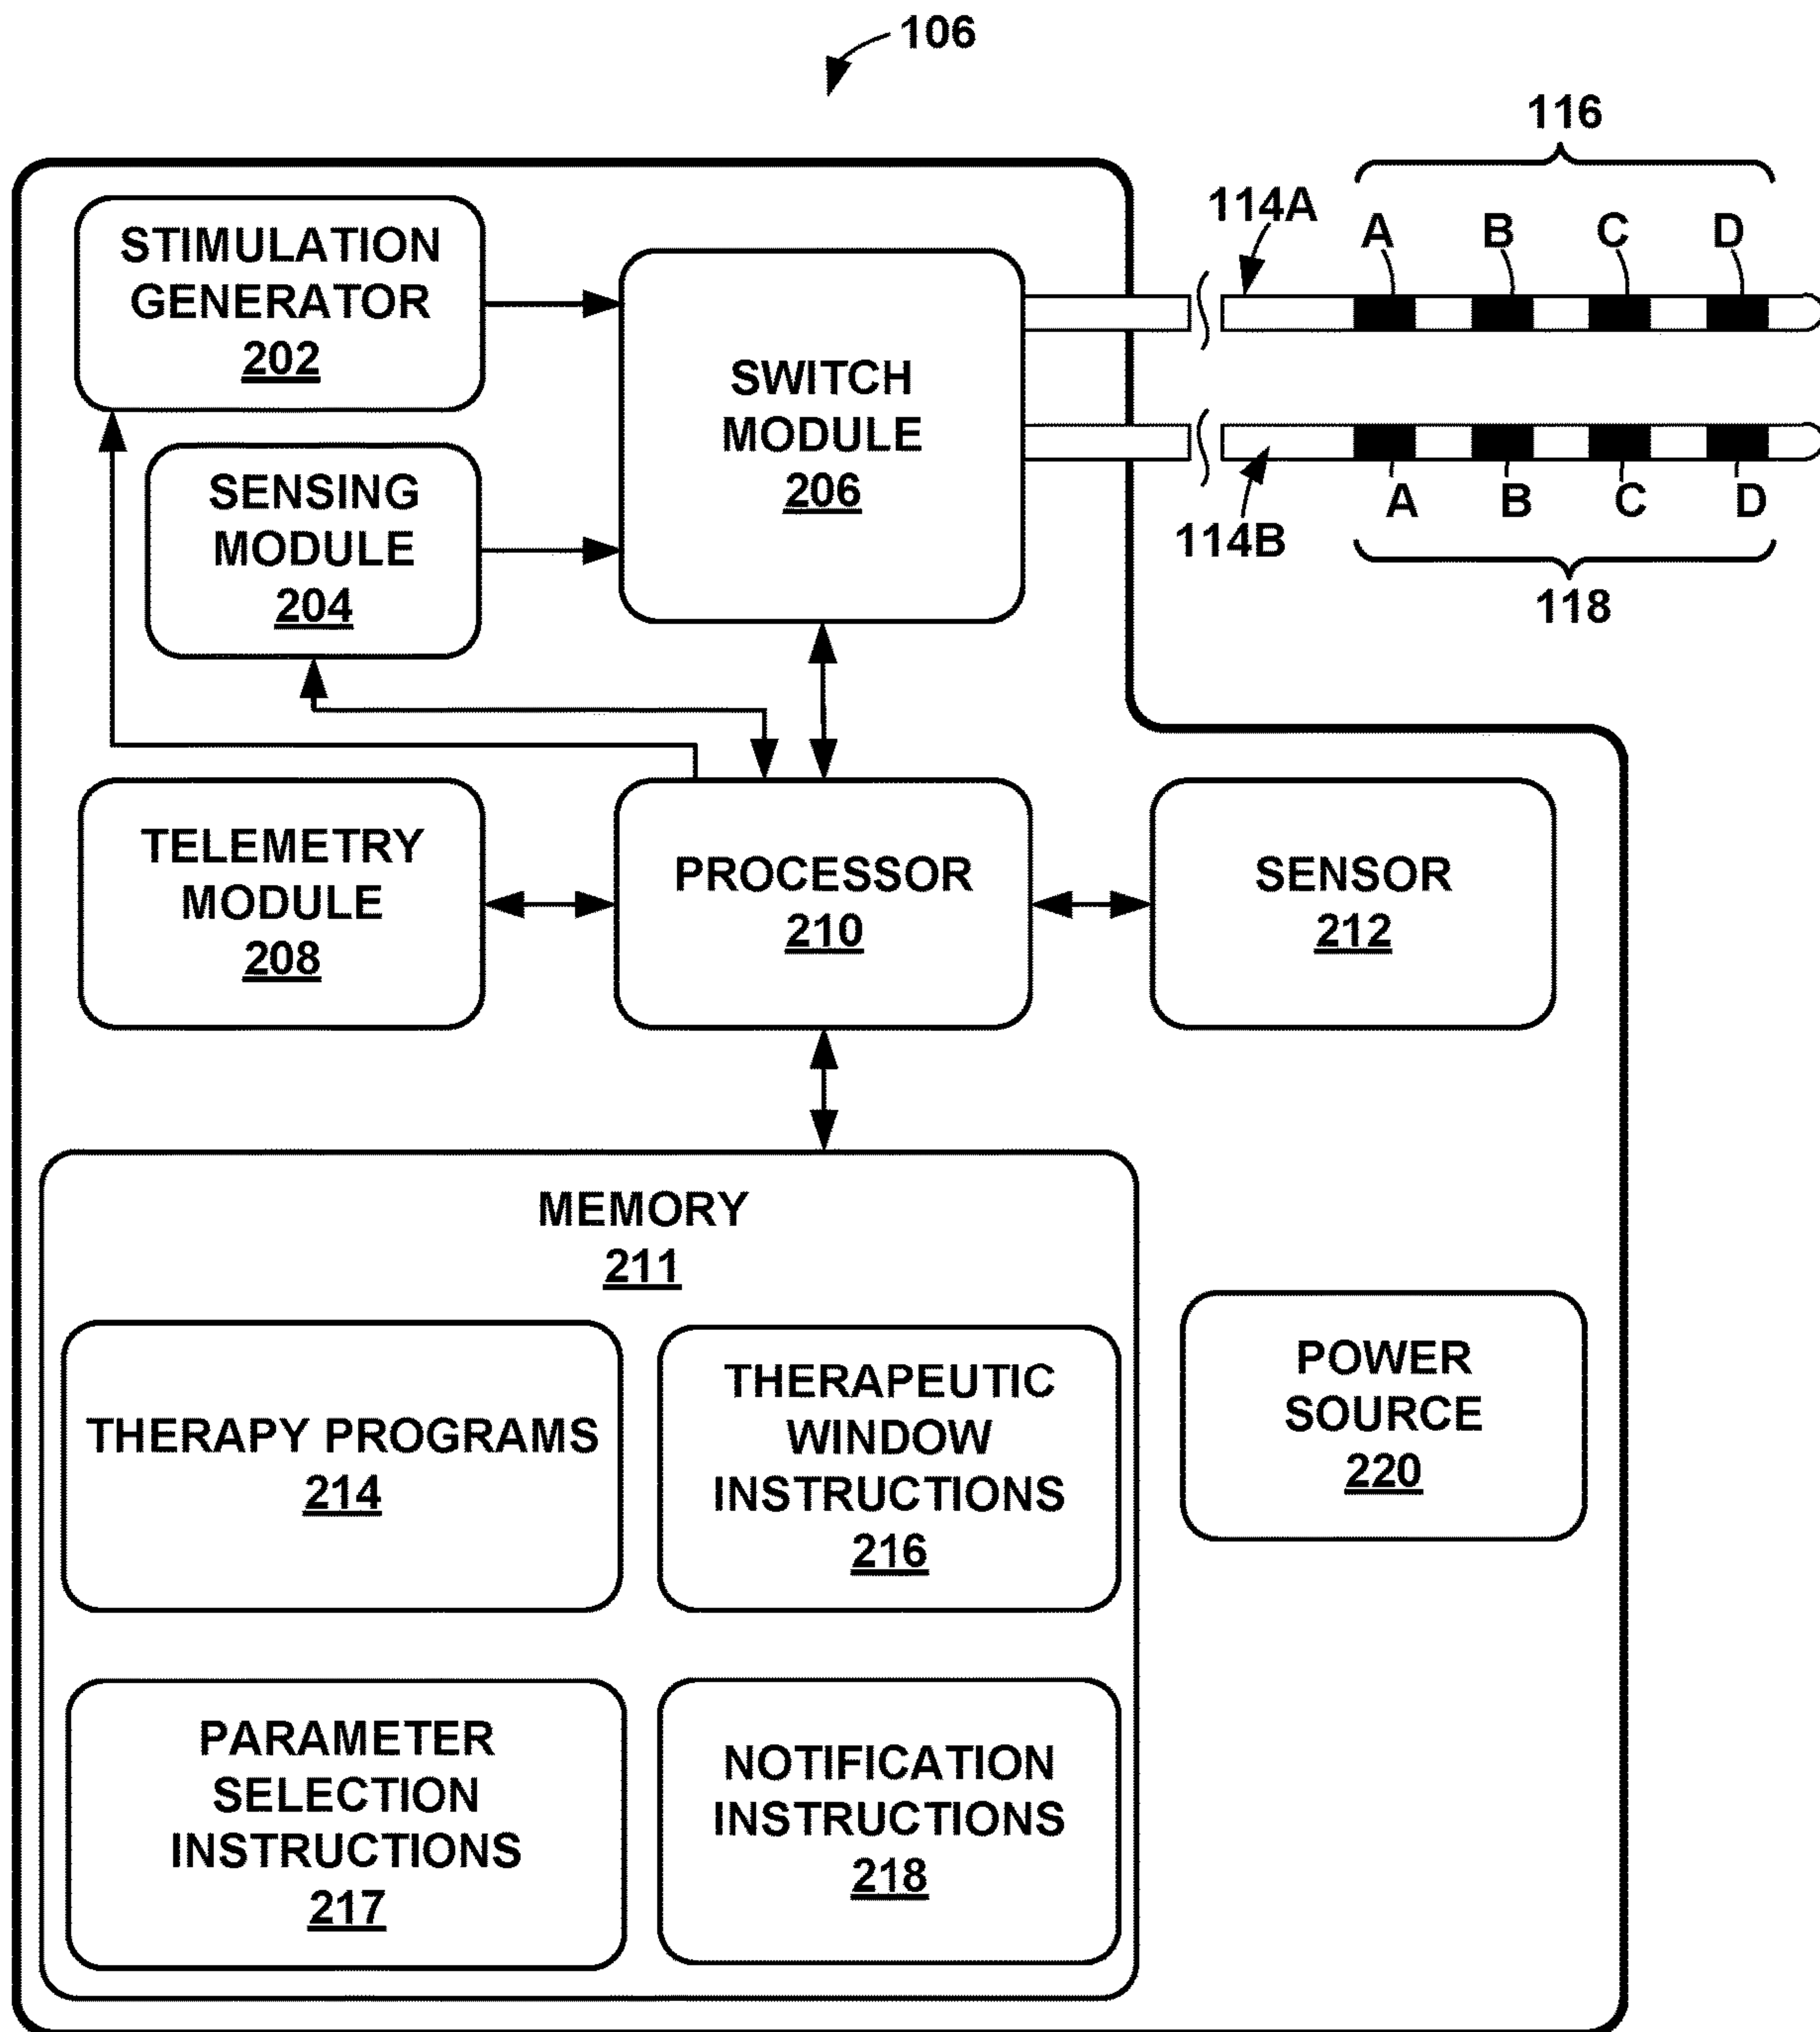 106
116
114A
A B C D
STIMULATION
GENERATOR
202
SWITCH
MODULE
206
SENSING
MODULE
204
A B C D
114B
118
TELEMETRY
MODULE
208
PROCESSOR
210
SENSOR
212
MEMORY
211
THERAPY PROGRAMS
214
THERAPEUTIC
WINDOW
INSTRUCTIONS
216
POWER
SOURCE
220
PARAMETER
SELECTION
INSTRUCTIONS
217
NOTIFICATION
INSTRUCTIONS
218